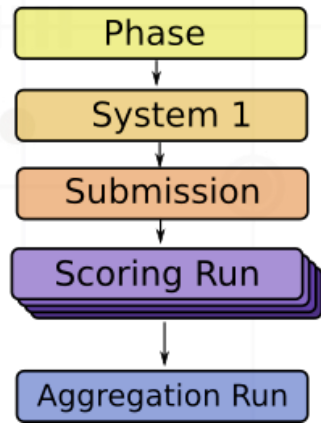 Phase
System 1
Submission
Scoring Run
Aggregation Run